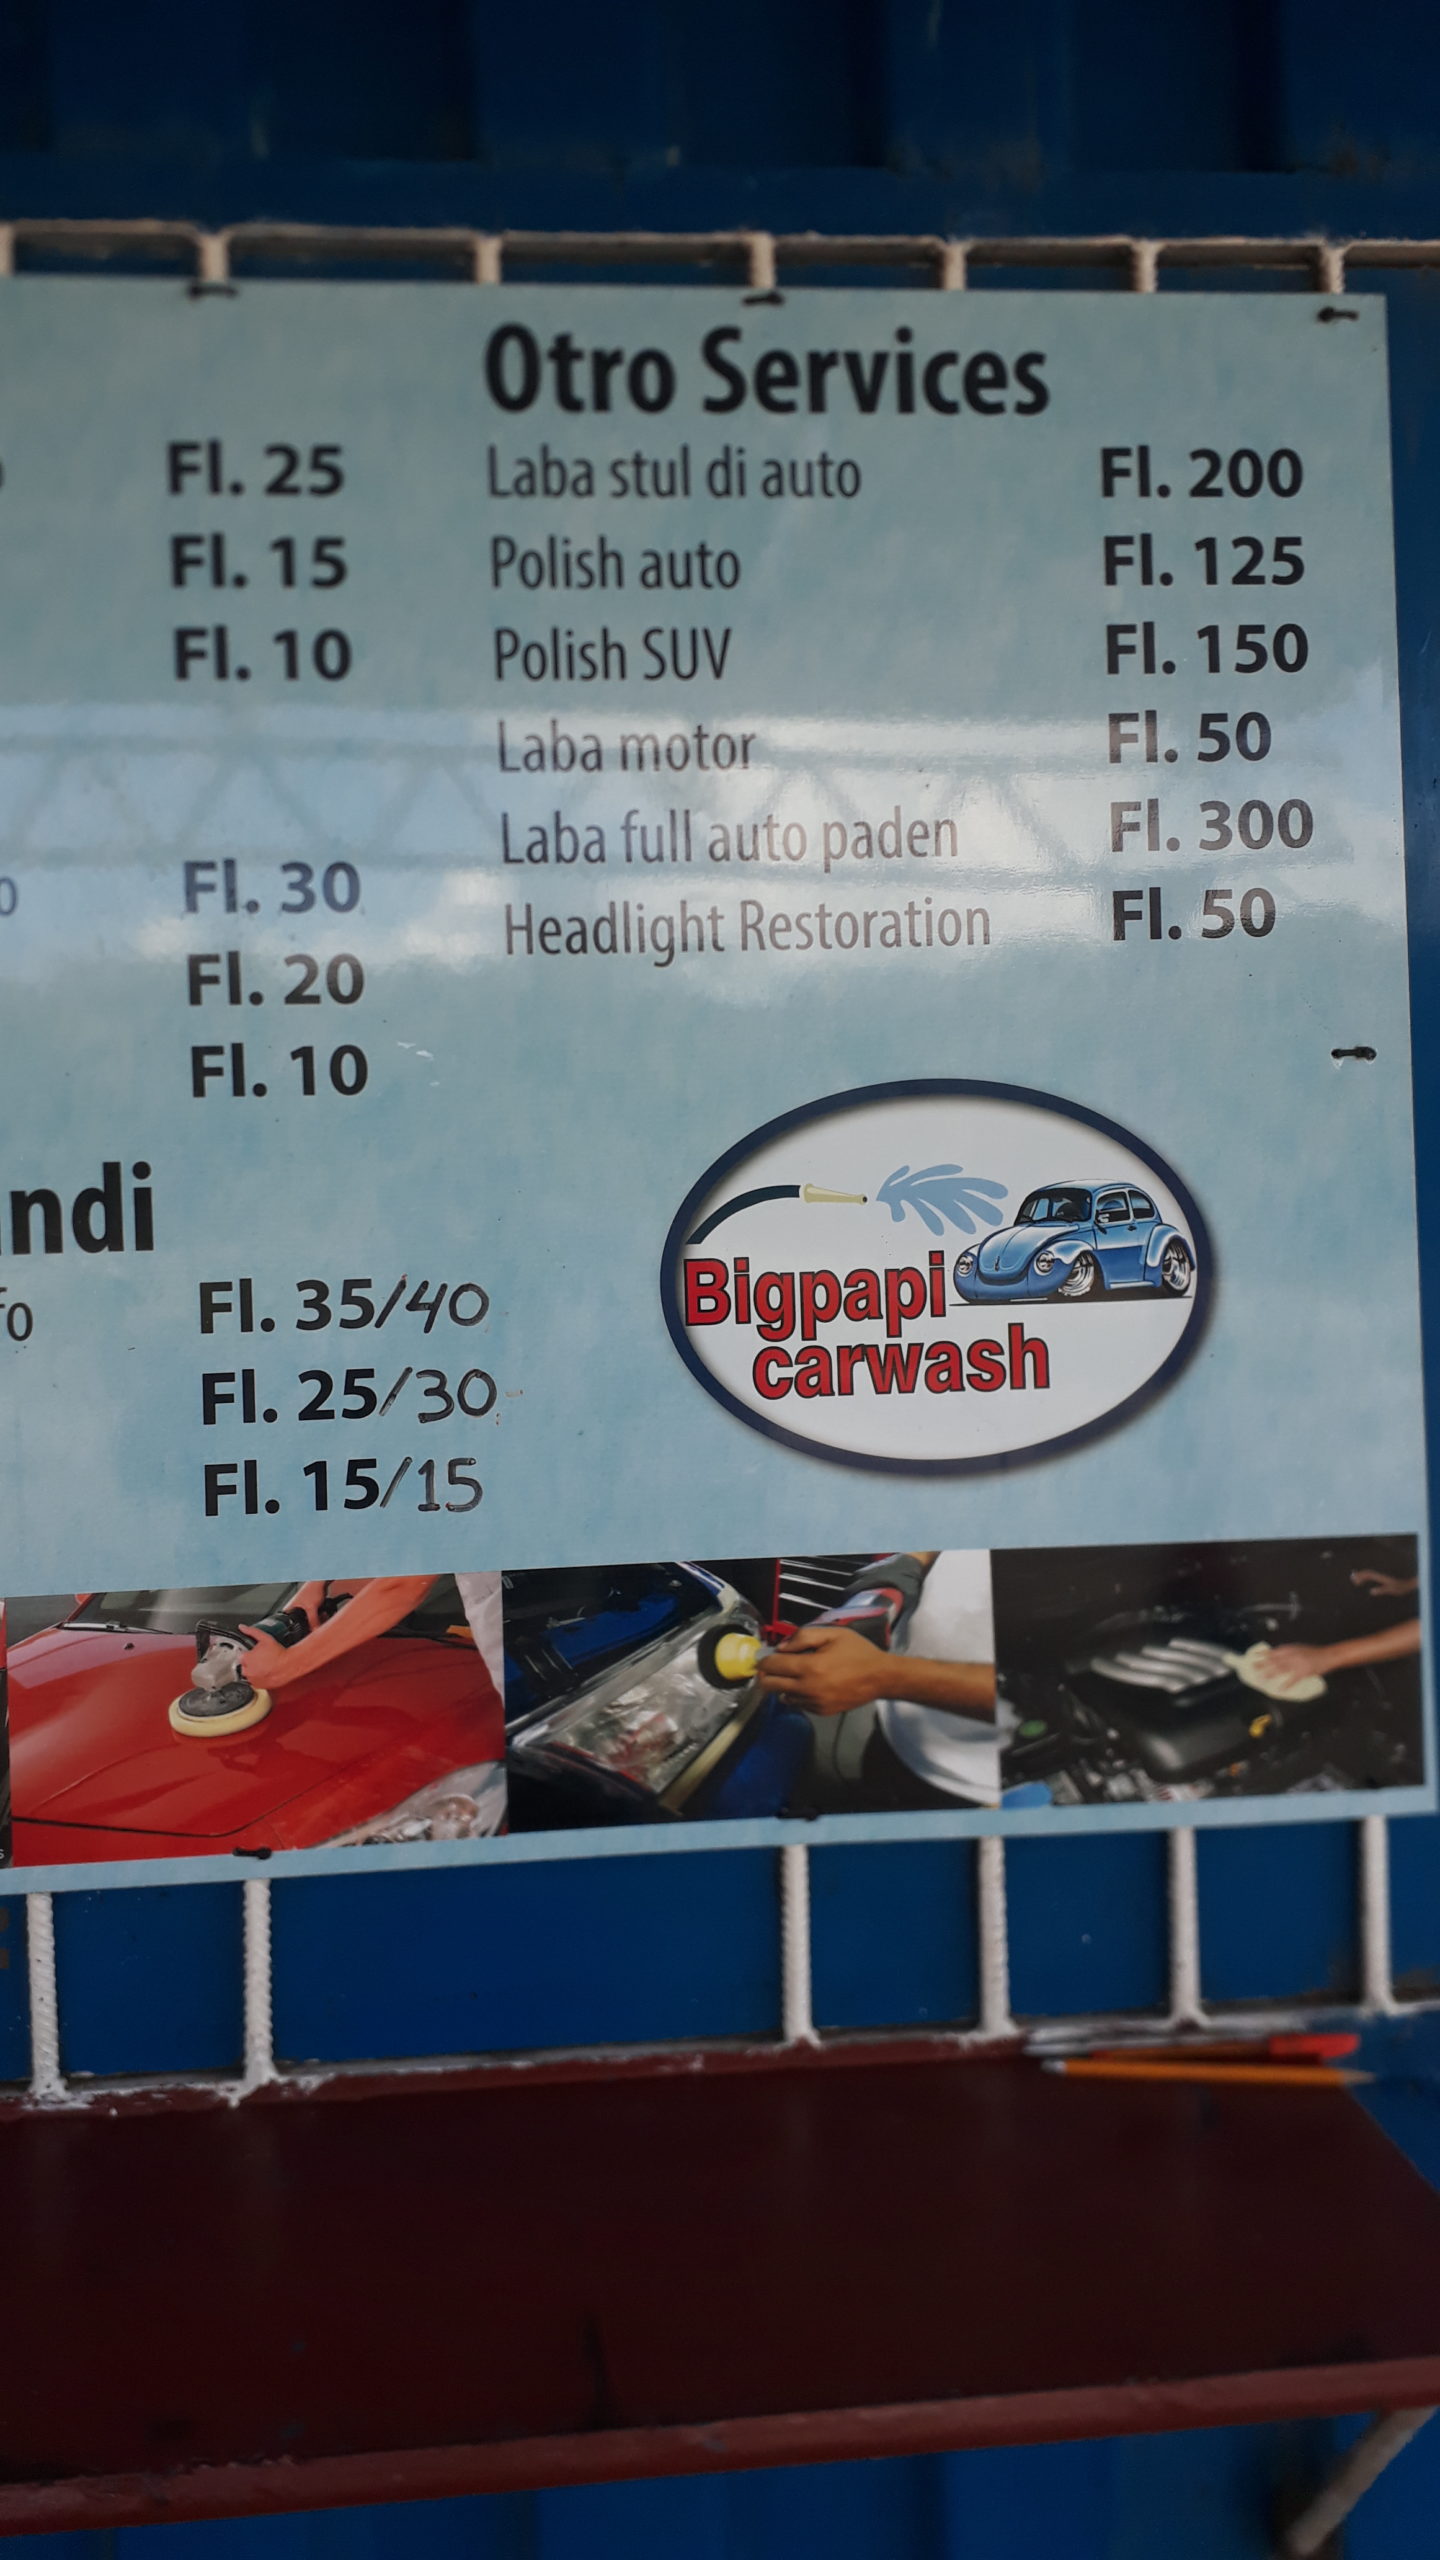 Fl. 25
Fl. 15
Fl. 10
Fl. 30
Fl. 20
Fl. 10
Fl. 35/40
Fl. 25/30
Fl. 15/15
Otro Services
Laba stul di auto Fl. 200
Polish auto Fl. 125
Polish SUV Fl. 150
Laba motor Fl. 50
Laba full auto paden Fl. 300
Headlight Restoration Fl. 50
Bigpapi
carwash